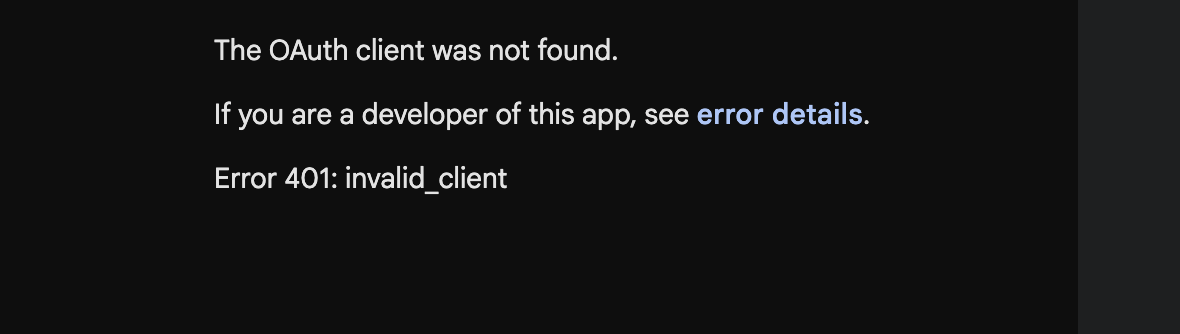 The OAuth client was not found.
If you are a developer of this app, see error details.
Error 401: invalid_client